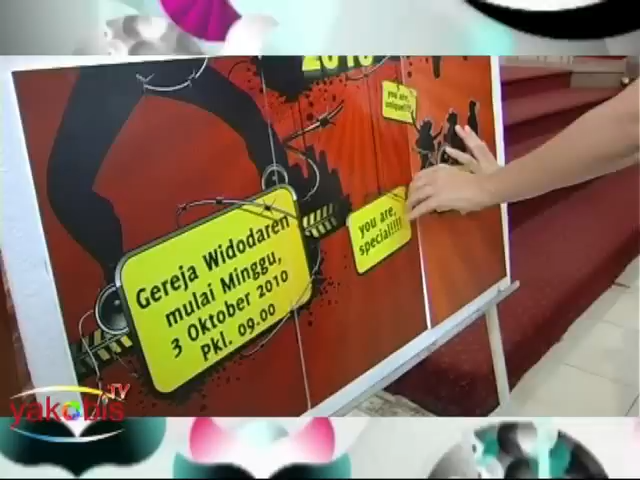 2010
you are,
unique!!!!
Gereja Widodaren
mulai Minggu,
3 Oktober 2010
Pkl. 09.00
you are,
special!!!!
yakobis TV